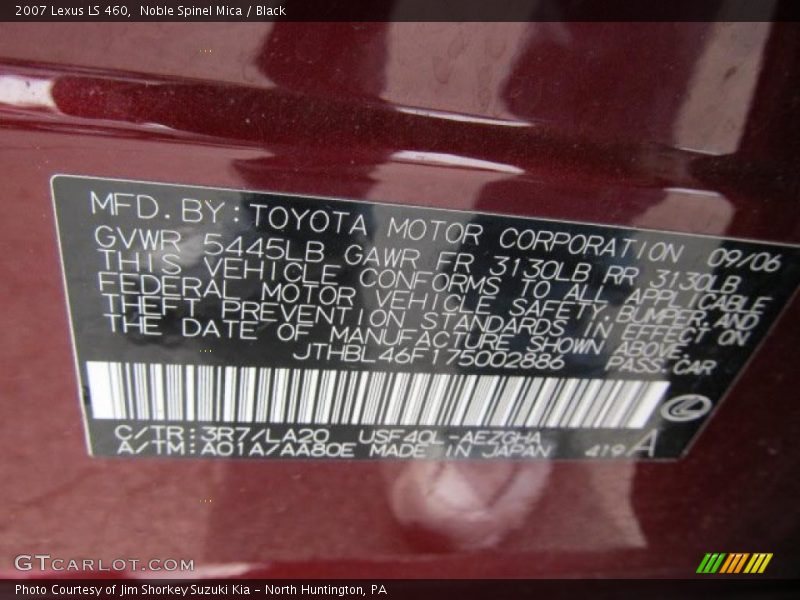 2007 Lexus LS 460, Noble Spinel Mica / Black
MFD. BY: TOYOTA MOTOR CORPORATION 09/06
GVWR 5445LB GAWR FR 3130LB RR 3130LB
THIS VEHICLE CONFORMS TO ALL APPLICABLE
FEDERAL MOTOR VEHICLE SAFETY, BUMPER, AND
THEFT PREVENTION STANDARDS IN EFFECT ON
THE DATE OF MANUFACTURE SHOWN ABOVE.
JTHBL46F175002886 PASS. CAR
C/TR: 3R7/LA20 USF40L-AEZGHA
A/TM: A01A/AA80E MADE IN JAPAN 419 A
GTCARLOT.COM
Photo Courtesy of Jim Shorkey Suzuki Kia – North Huntington, PA